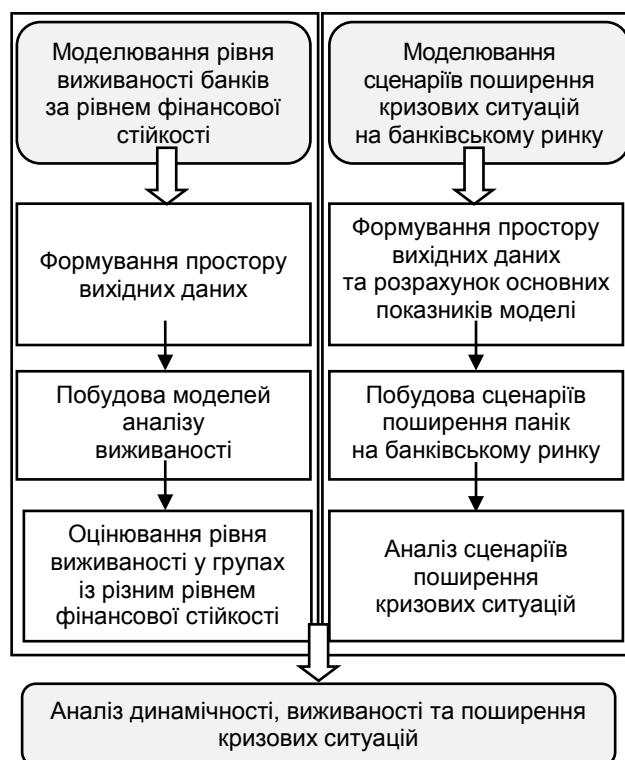 Моделювання рівня
виживаності банків
за рівнем фінансової
стійкості
Формування простору
вихідних даних
Побудова моделей
аналізу
виживаності
Оцінювання рівня
виживаності у групах
із різним рівнем
фінансової стійкості
Моделювання
сценаріїв поширення
кризових ситуацій
на банківському ринку
Формування простору
вихідних даних
та розрахунок основних
показників моделі
Побудова сценаріїв
поширення панік
на банківському ринку
Аналіз сценаріїв
поширення
кризових ситуацій
Аналіз динамічності, виживаності та поширення
кризових ситуацій